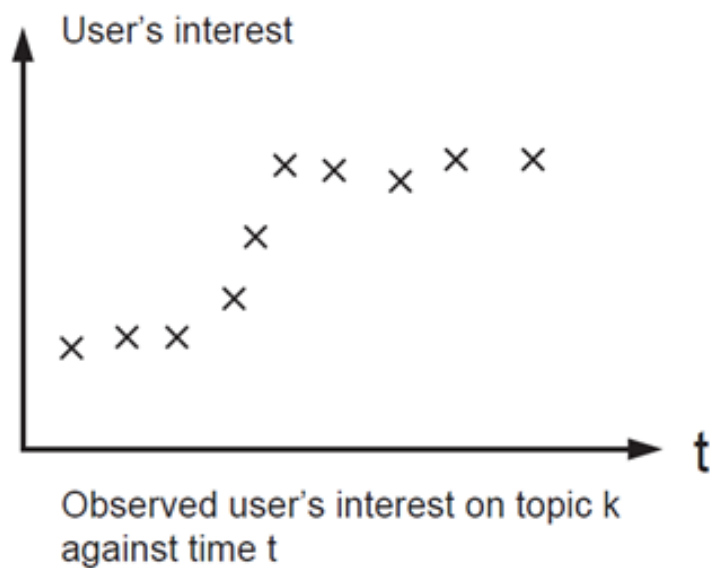 User’s interest
t
Observed user’s interest on topic k
against time t